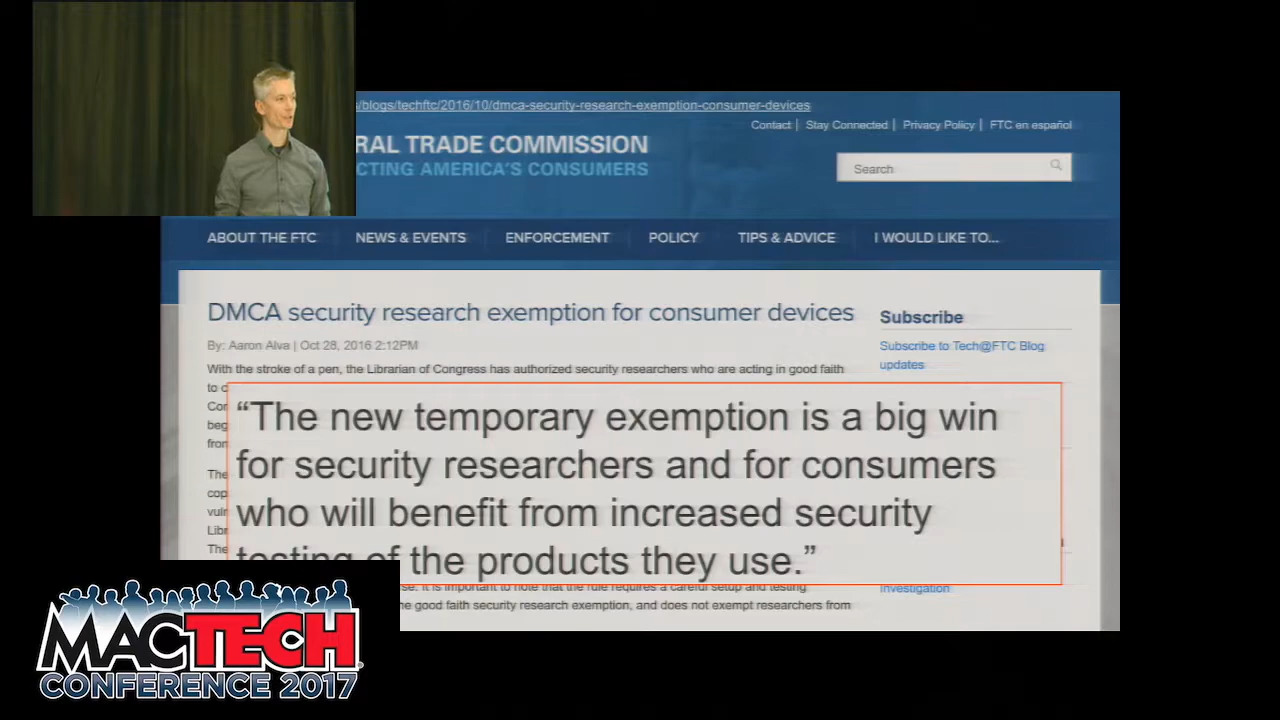 s/blogs/techftc/2016/10/dmca-security-research-exemption-consumer-devices
Contact | Stay Connected | Privacy Policy | FTC en español
RAL TRADE COMMISSION
CTING AMERICA'S CONSUMERS
Search
ABOUT THE FTC
NEWS & EVENTS
ENFORCEMENT
POLICY
TIPS & ADVICE
I WOULD LIKE TO...
DMCA security research exemption for consumer devices
By: Aaron Alva | Oct 28, 2016 2:12PM
With the stroke of a pen, the Librarian of Congress has authorized security researchers who are acting in good faith
Subscribe
Subscribe to Tech@FTC Blog
updates
“The new temporary exemption is a big win
for security researchers and for consumers
who will benefit from increased security
testing of the products they use.”
it is important to note that the rule requires a careful setup and testing
good faith security research exemption, and does not exempt researchers from
Investigation
MACTECH
CONFERENCE 2017